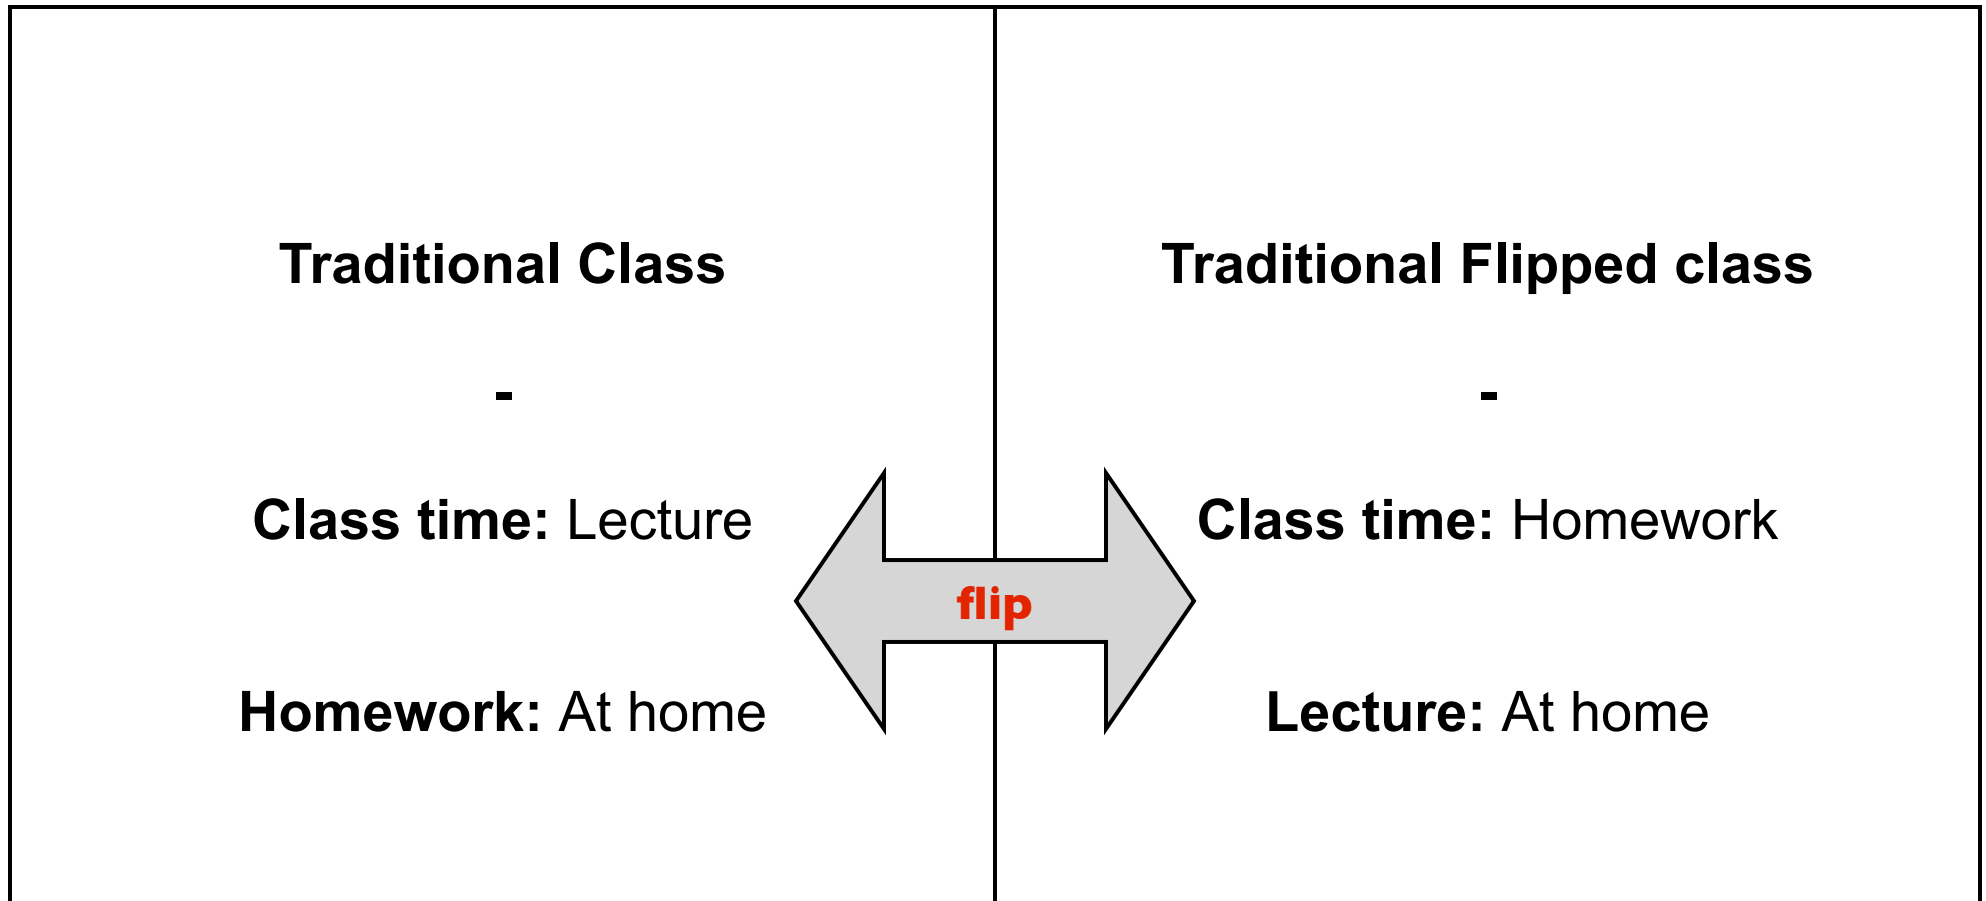 Traditional Class
-
Class time: Lecture
Homework: At home
flip
Traditional Flipped class
-
Class time: Homework
Lecture: At home